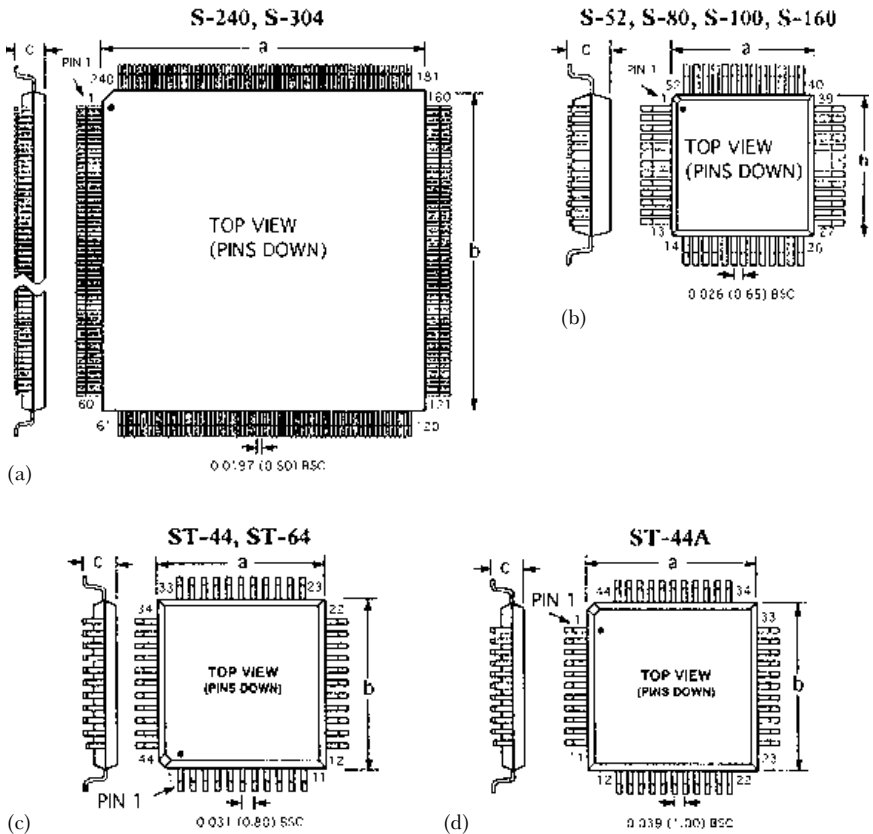 S-240, S-304
c
a
PIN 1
240
181
1
160
TOP VIEW
(PINS DOWN)
b
60
121
61
120
0.0197 (0.50) BSC
(a)
S-52, S-80, S-100, S-160
c
a
PIN 1
52
40
1
39
TOP VIEW
(PINS DOWN)
13
27
14
26
0.026 (0.65) BSC
(b)
ST-44, ST-64
c
a
33
23
34
22
TOP VIEW
(PINS DOWN)
b
44
12
1
11
PIN 1
0.031 (0.80) BSC
(c)
ST-44A
c
a
44
34
PIN 1
1
33
TOP VIEW
(PINS DOWN)
b
11
23
12
22
0.039 (1.00) BSC
(d)